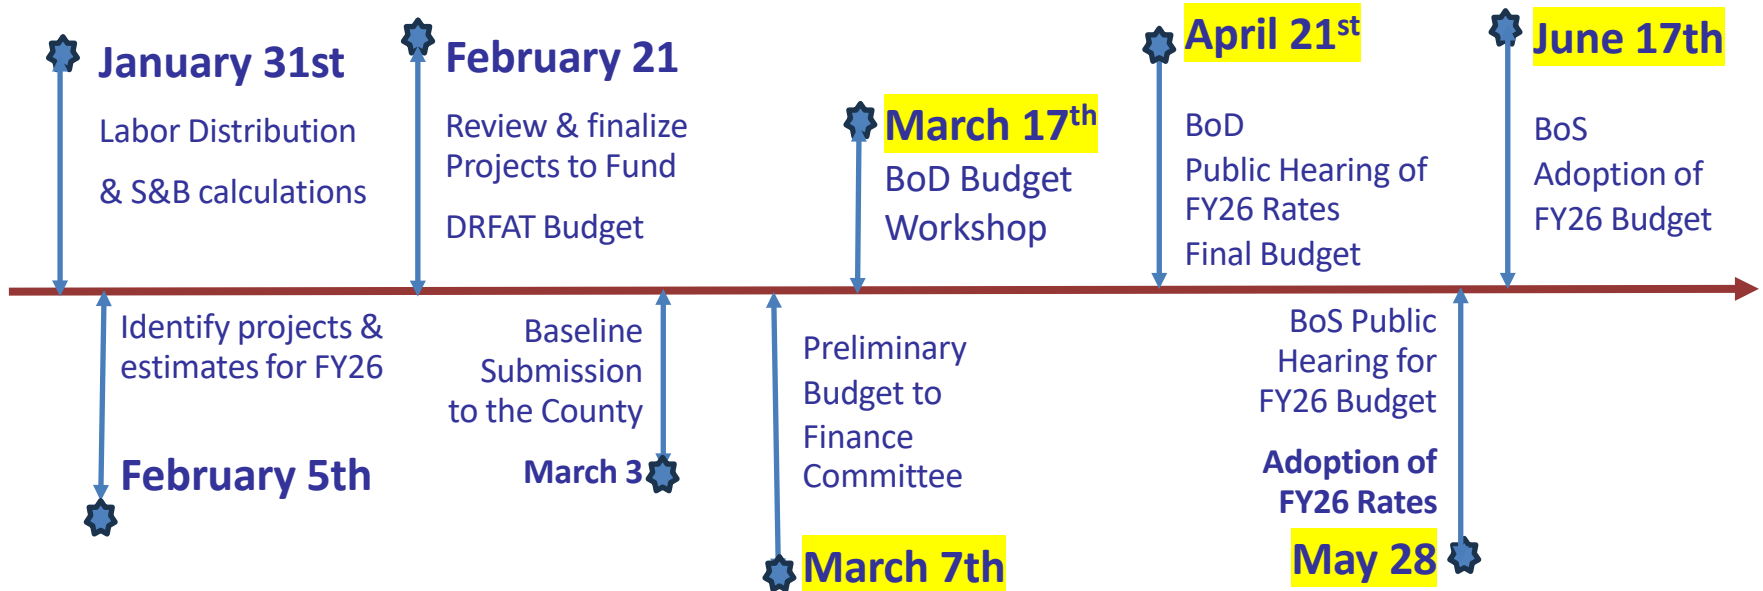 January 31st
Labor Distribution
& S&B calculations
February 21
Review & finalize
Projects to Fund
DRFAT Budget
March 17th
BoD Budget
Workshop
April 21st
BoD
Public Hearing of
FY26 Rates
Final Budget
June 17th
BoS
Adoption of
FY26 Budget
Identify projects &
estimates for FY26
February 5th
Baseline
Submission
to the County
March 3
Preliminary
Budget to
Finance
Committee
March 7th
BoS Public
Hearing for
FY26 Budget
Adoption of
FY26 Rates
May 28